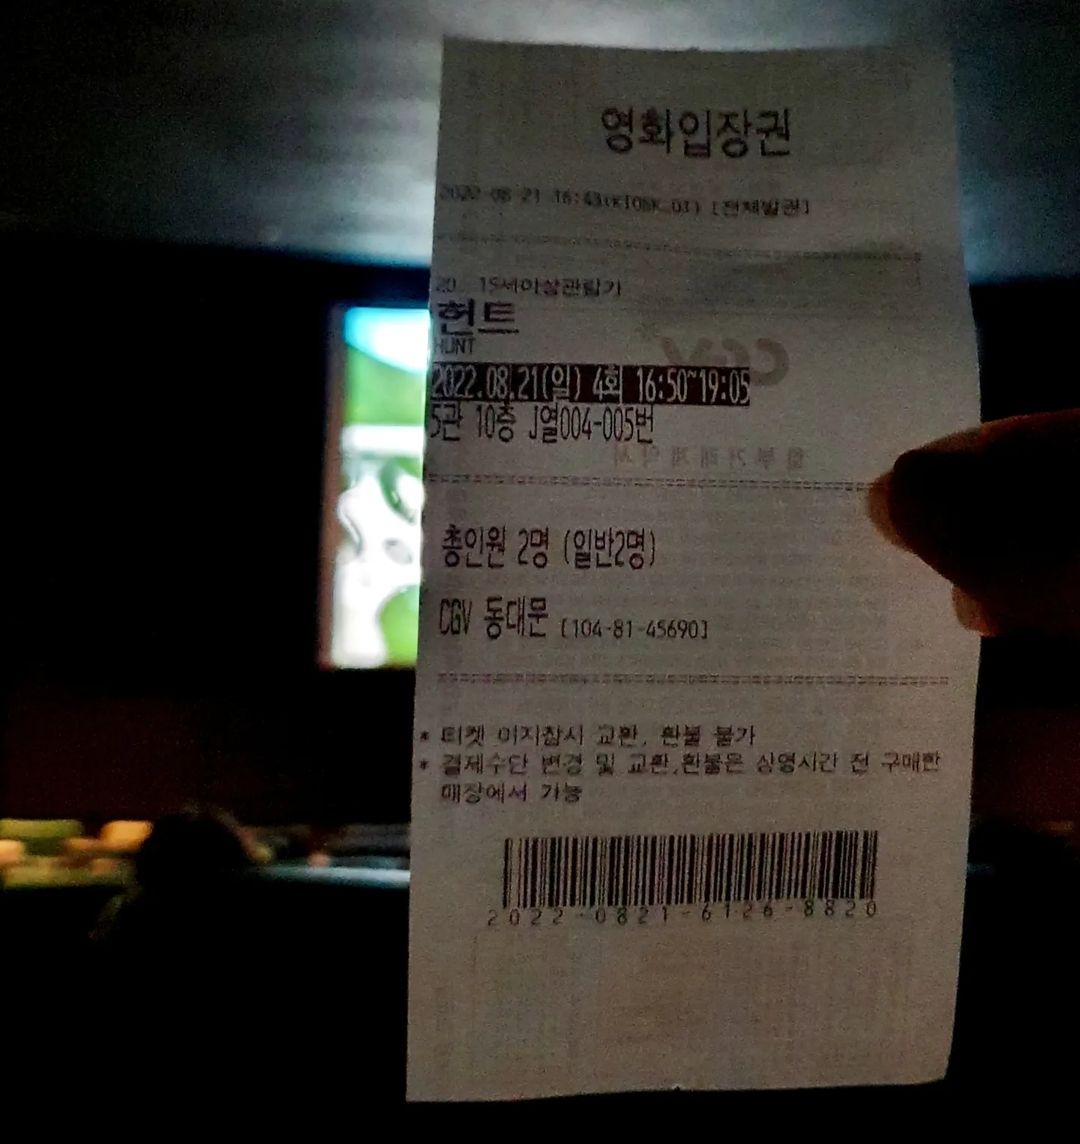 영화입장권
2022-08-21 16:43(KIOSK_01) [전체발권]
15세이상관람가
헌트
HUNT
2022.08.21(일) 4회 16:50~19:05
5관 10층 J열004-005번
총인원 2명 (일반2명)
CGV 동대문 [104-81-45690]
* 티켓 미지참시 교환, 환불 불가
* 결제수단 변경 및 교환,환불은 상영시간 전 구매한
매장에서 가능
2022-0821-6126-8820